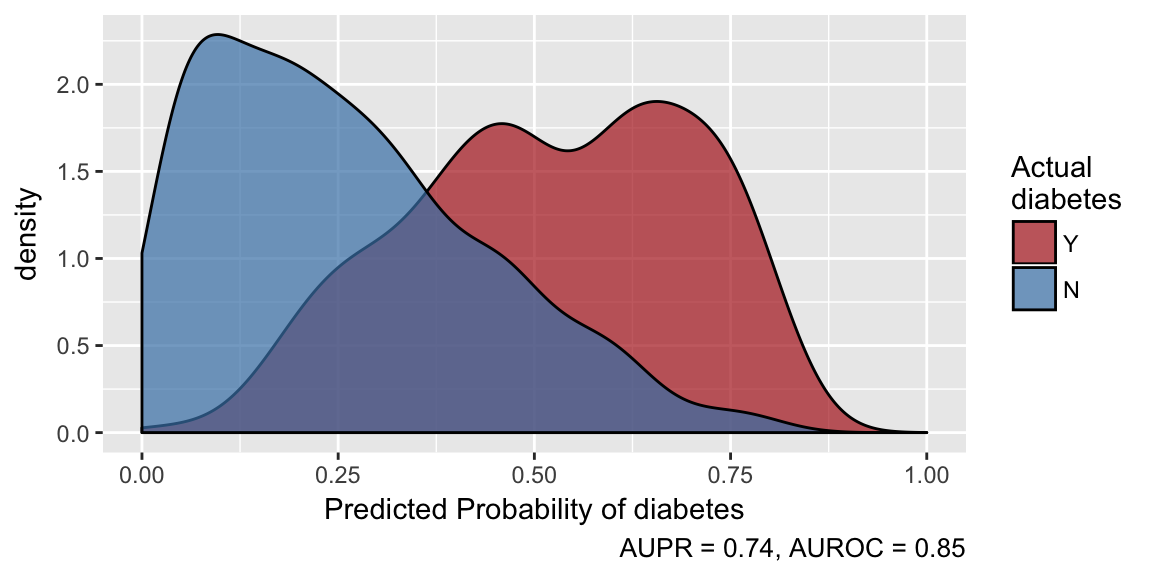 density
2.0
1.5
1.0
0.5
0.0
0.00 0.25 0.50 0.75 1.00
Predicted Probability of diabetes
AUPR = 0.74, AUROC = 0.85
Actual
diabetes
Y
N